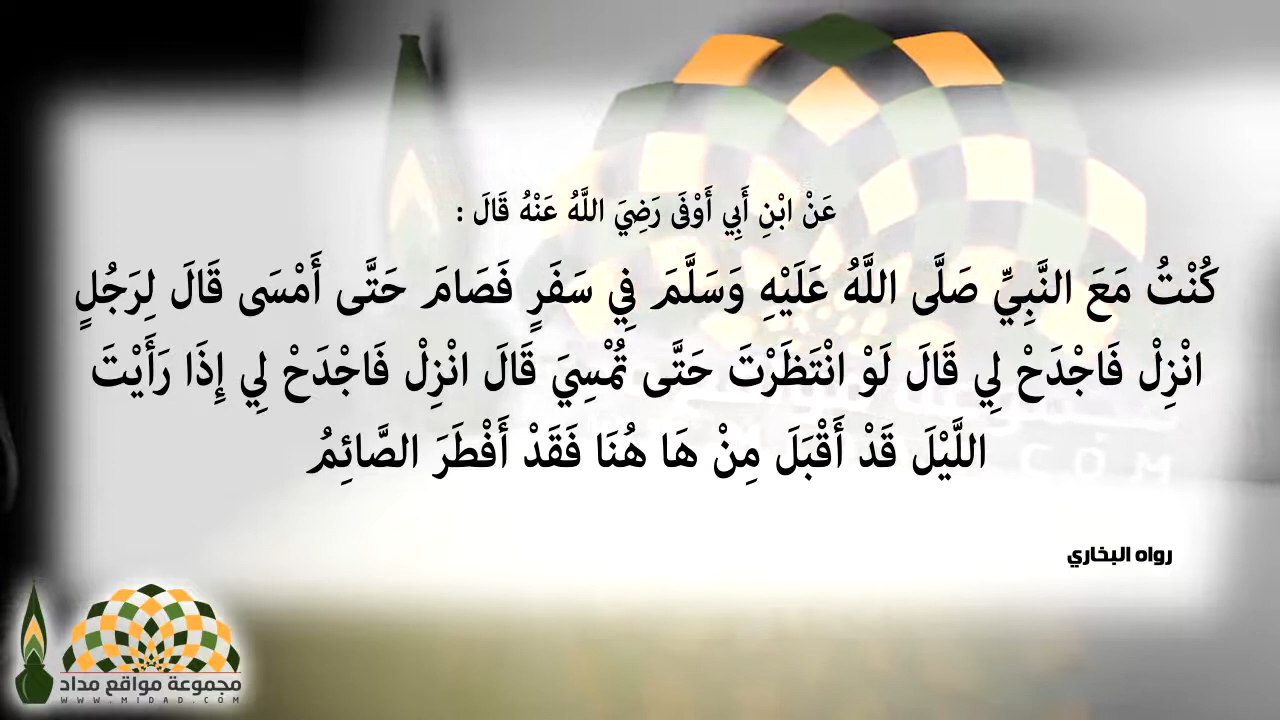 عَنْ ابْنِ أَبِي أَوْفَى رَضِيَ اللَّهُ عَنْهُ قَالَ :
كُنْتُ مَعَ النَّبِيِّ صَلَّى اللَّهُ عَلَيْهِ وَسَلَّمَ فِي سَفَرٍ فَصَامَ حَتَّى أَمْسَى قَالَ لِرَجُلٍ
انْزِلْ فَاجْدَحْ لِي قَالَ لَوْ انْتَظَرْتَ حَتَّى تُمْسِيَ قَالَ انْزِلْ فَاجْدَحْ لِي إِذَا رَأَيْتَ
اللَّيْلَ قَدْ أَقْبَلَ مِنْ هَا هُنَا فَقَدْ أَفْطَرَ الصَّائِمُ
رواه البخاري
مجموعة مواقع مداد
WWW.MIDAD.COM